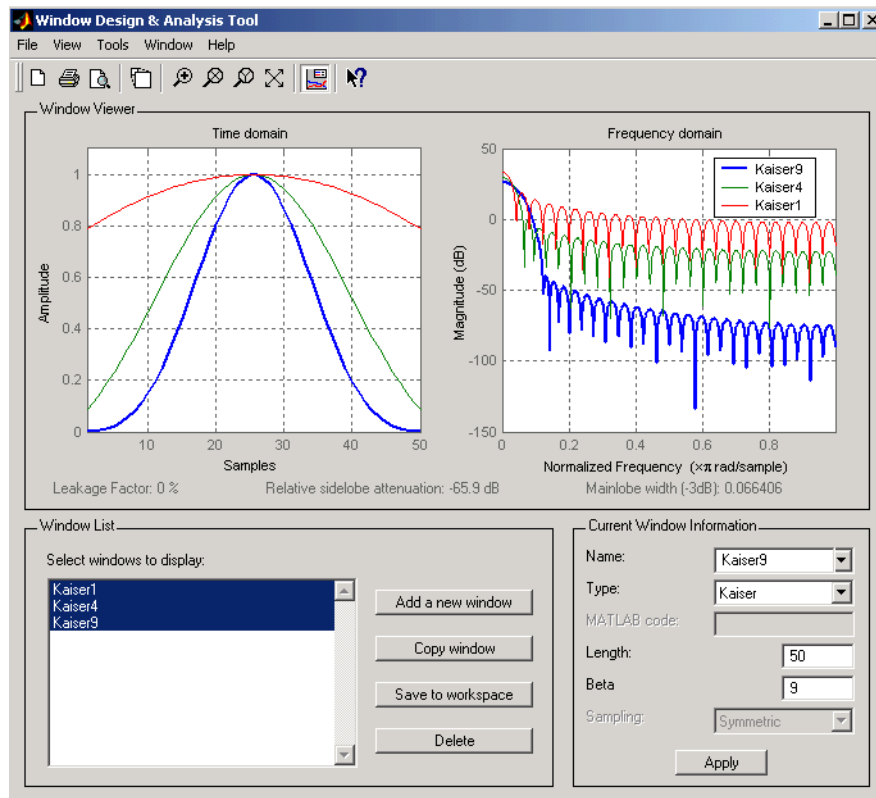 Window Design & Analysis Tool
File View Tools Window Help
Window Viewer
Time domain
1
0.8
0.6
0.4
0.2
0
10 20 30 40 50
Amplitude
Samples
Frequency domain
Kaiser9
Kaiser4
Kaiser1
50
0
-50
-100
-150
0 0.2 0.4 0.6 0.8
Magnitude (dB)
Normalized Frequency (×π rad/sample)
Leakage Factor: 0 % Relative sidelobe attenuation: -65.9 dB Mainlobe width (-3dB): 0.066406
Window List
Select windows to display:
Kaiser1
Kaiser4
Kaiser9
Add a new window
Copy window
Save to workspace
Delete
Current Window Information
Name: Kaiser9
Type: Kaiser
MATLAB code:
Length: 50
Beta 9
Sampling: Symmetric
Apply